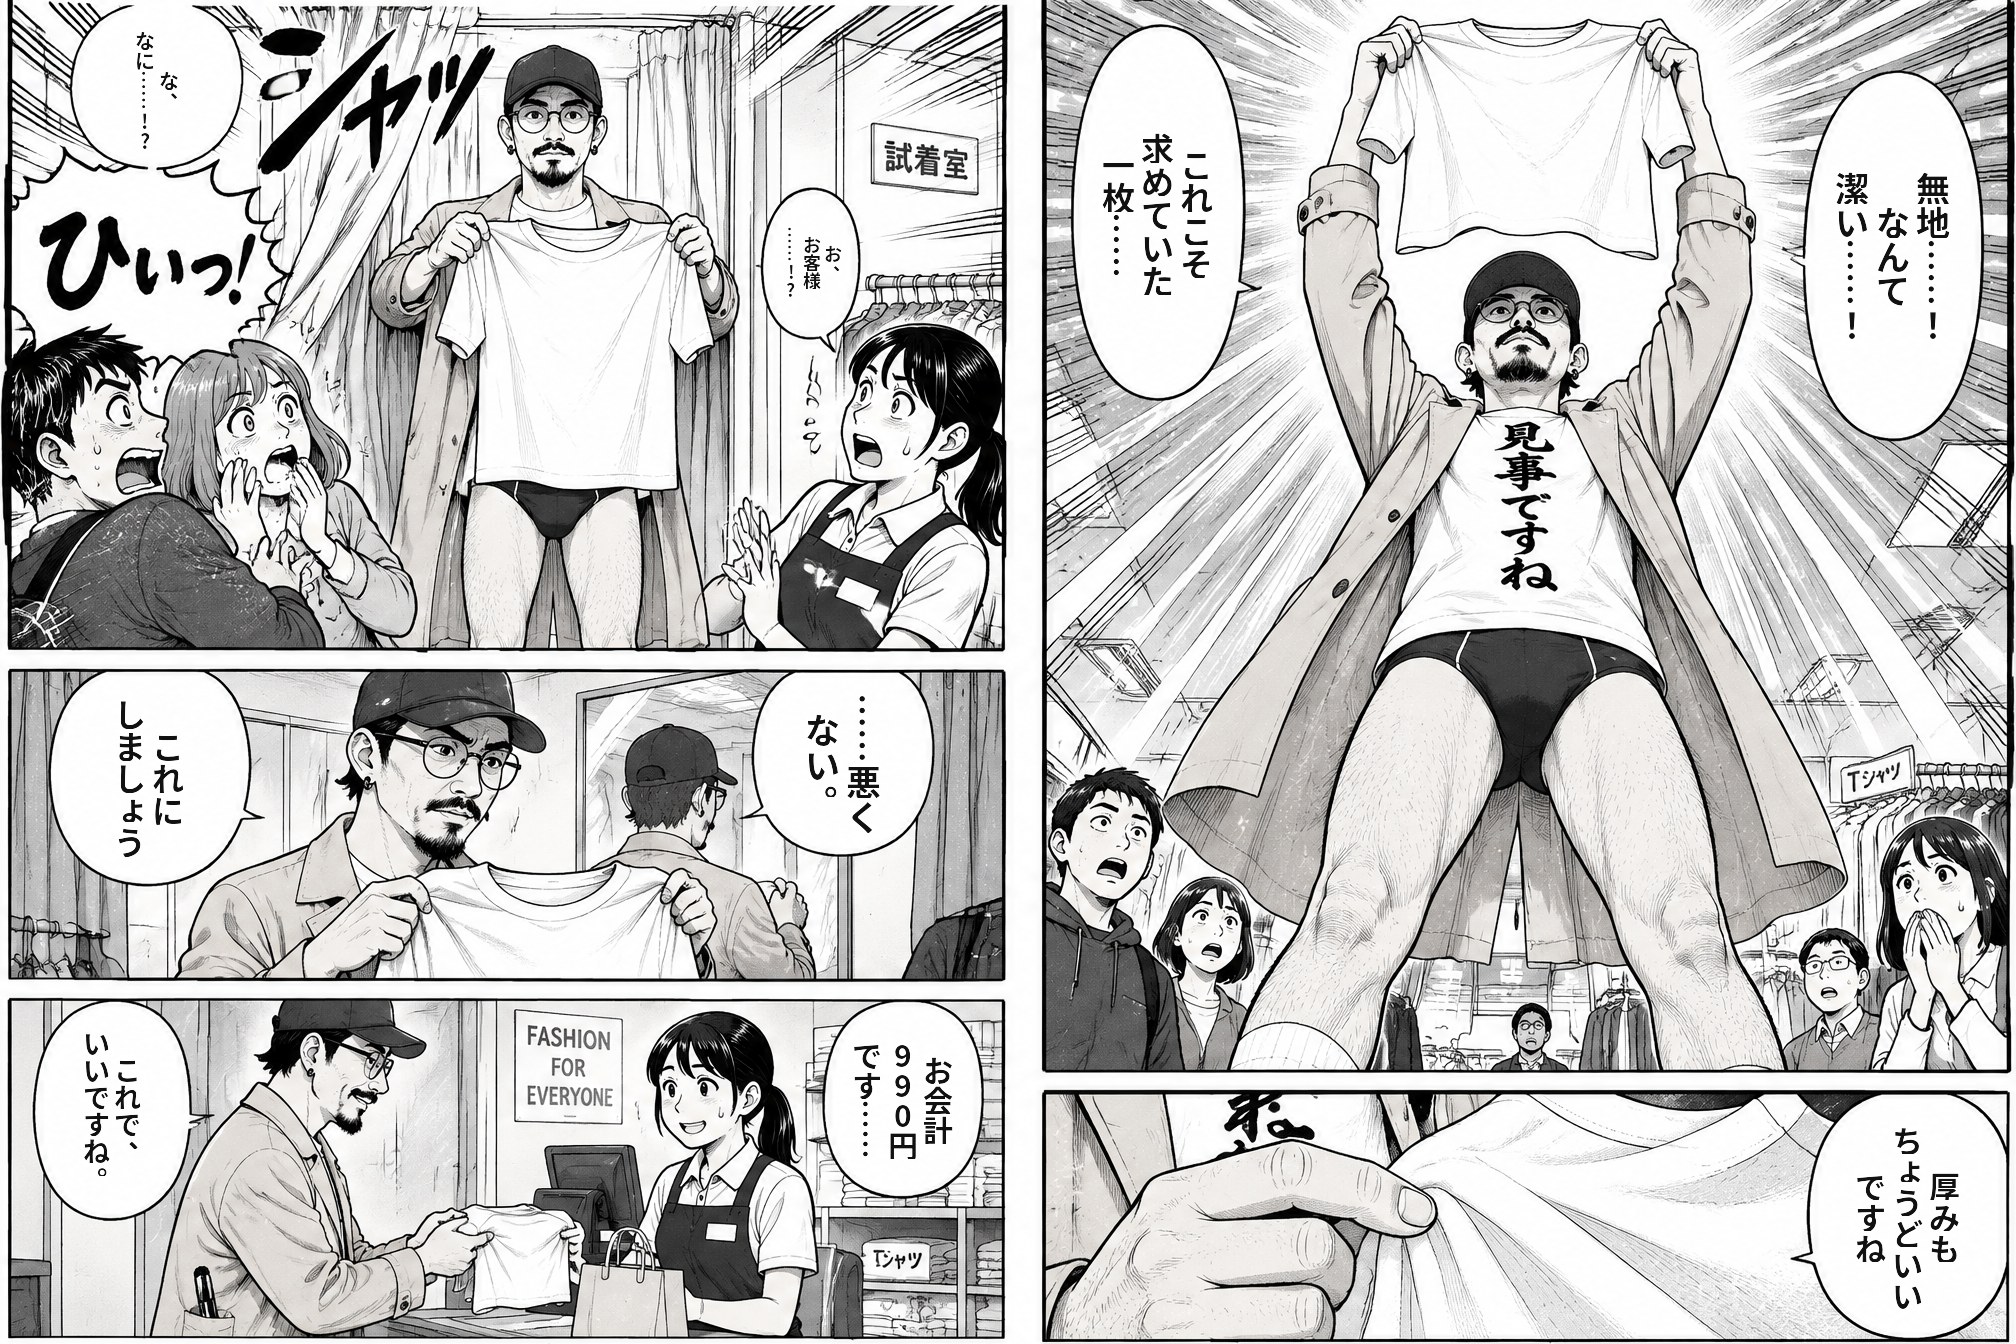 無地……！
なんて
潔い……！
これこそ
求めていた
一枚……
見事ですね
Tシャツ
厚みも
ちょうどいい
ですね
試着室
お、
お客様
……！？
シャッ
な、
なに……！？
ひいっ！
……悪く
ない。
これに
しましょう
お会計
990円
です……
FASHION
FOR
EVERYONE
Tシャツ
これで、
いいですね。